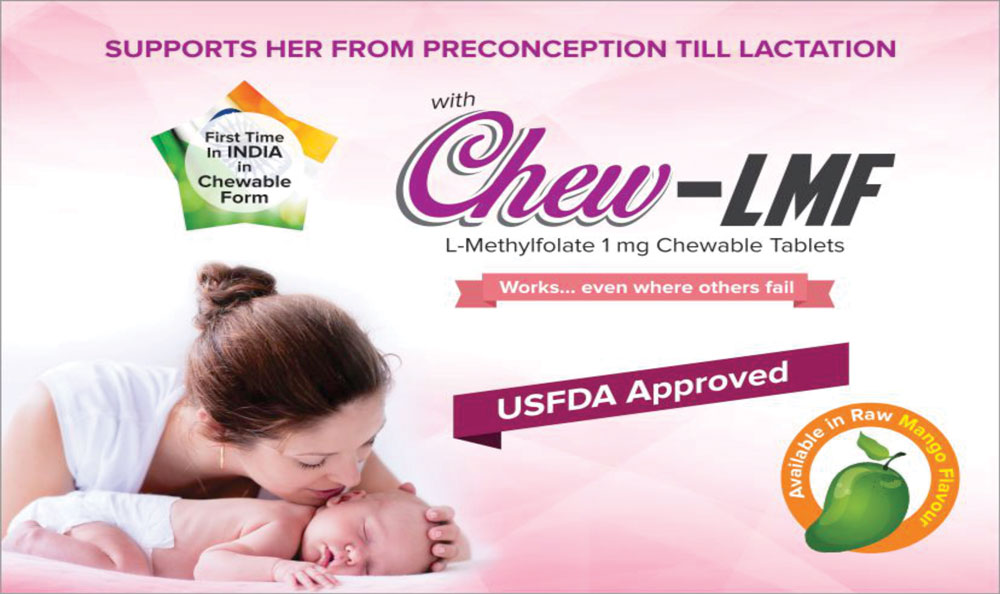 SUPPORTS HER FROM PRECONCEPTION TILL LACTATION
First Time
In INDIA
in
Chewable
Form
with
Chew-LMF
L-Methylfolate 1 mg Chewable Tablets
Works... even where others fail
USFDA Approved
Available in Raw Mango Flavour